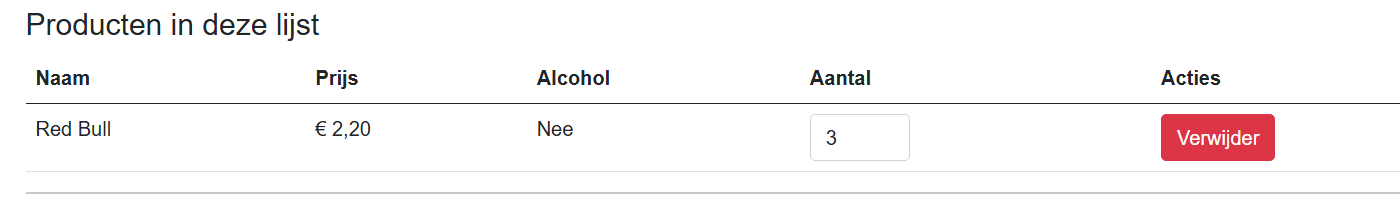 Producten in deze lijst
Naam Prijs Alcohol Aantal Acties
Red Bull € 2,20 Nee 3 Verwijder